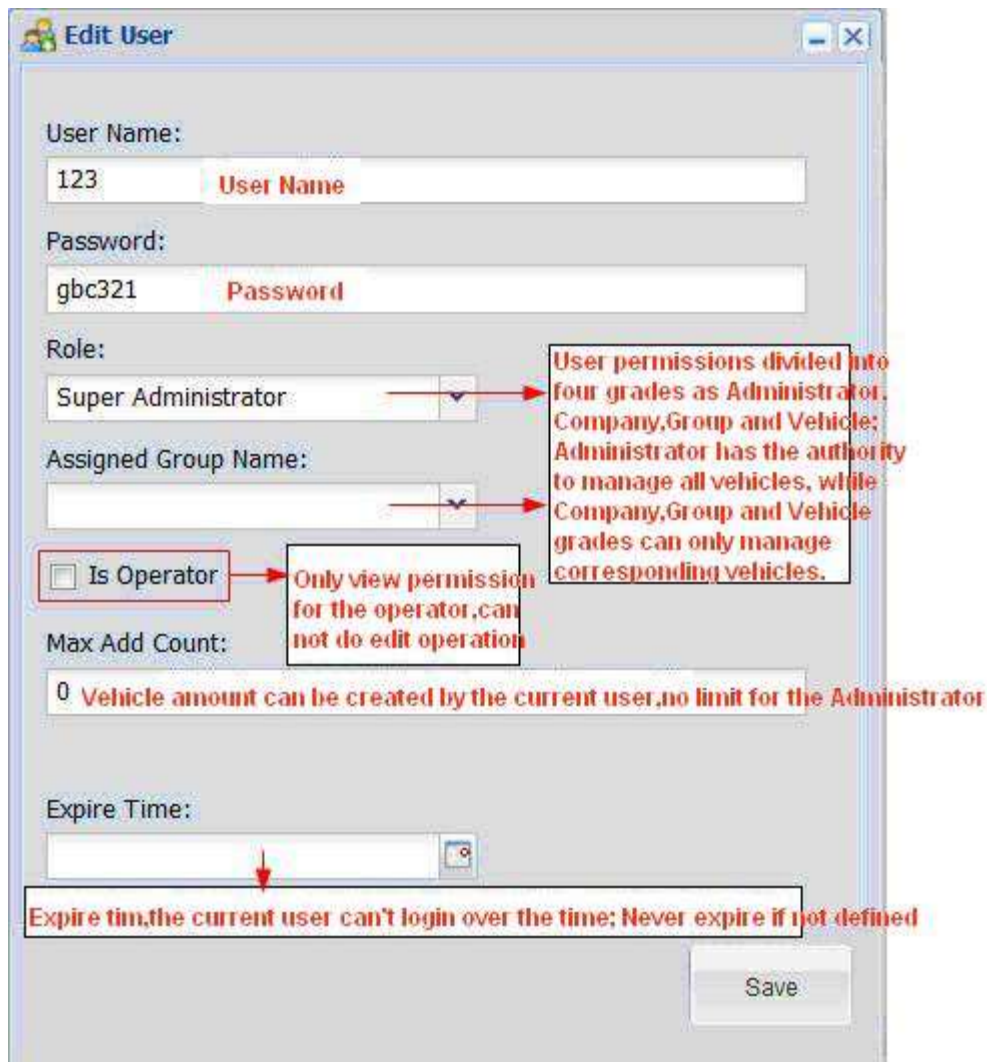 Edit User
User Name:
123 User Name
Password:
gbc321 Password
Role:
Super Administrator
User permissions divided into
four grades as Administrator,
Company,Group and Vehicle;
Administrator has the authority
to manage all vehicles, while
Company,Group and Vehicle
grades can only manage
corresponding vehicles.
Assigned Group Name:
Is Operator
Only view permission
for the operator,can
not do edit operation
Max Add Count:
0 Vehicle amount can be created by the current user,no limit for the Administrator
Expire Time:
Expire tim,the current user can't login over the time; Never expire if not defined
Save